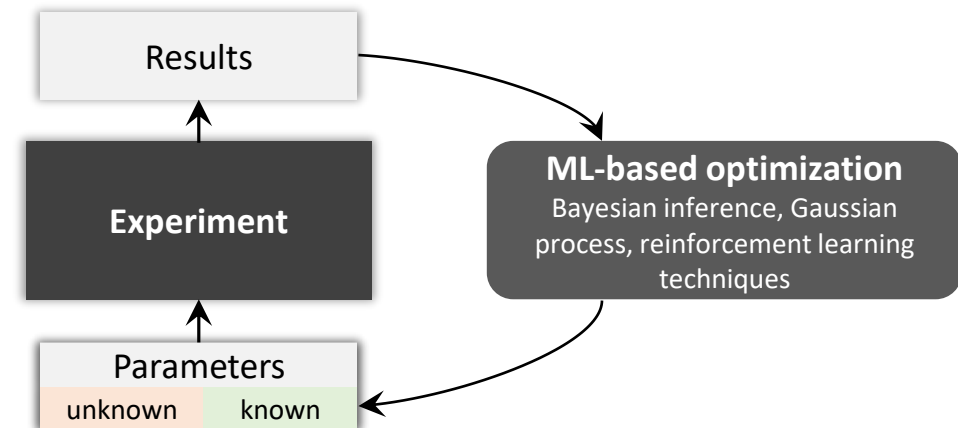 Results
Experiment
ML-based optimization
Bayesian inference, Gaussian
process, reinforcement learning
techniques
Parameters
unknown known